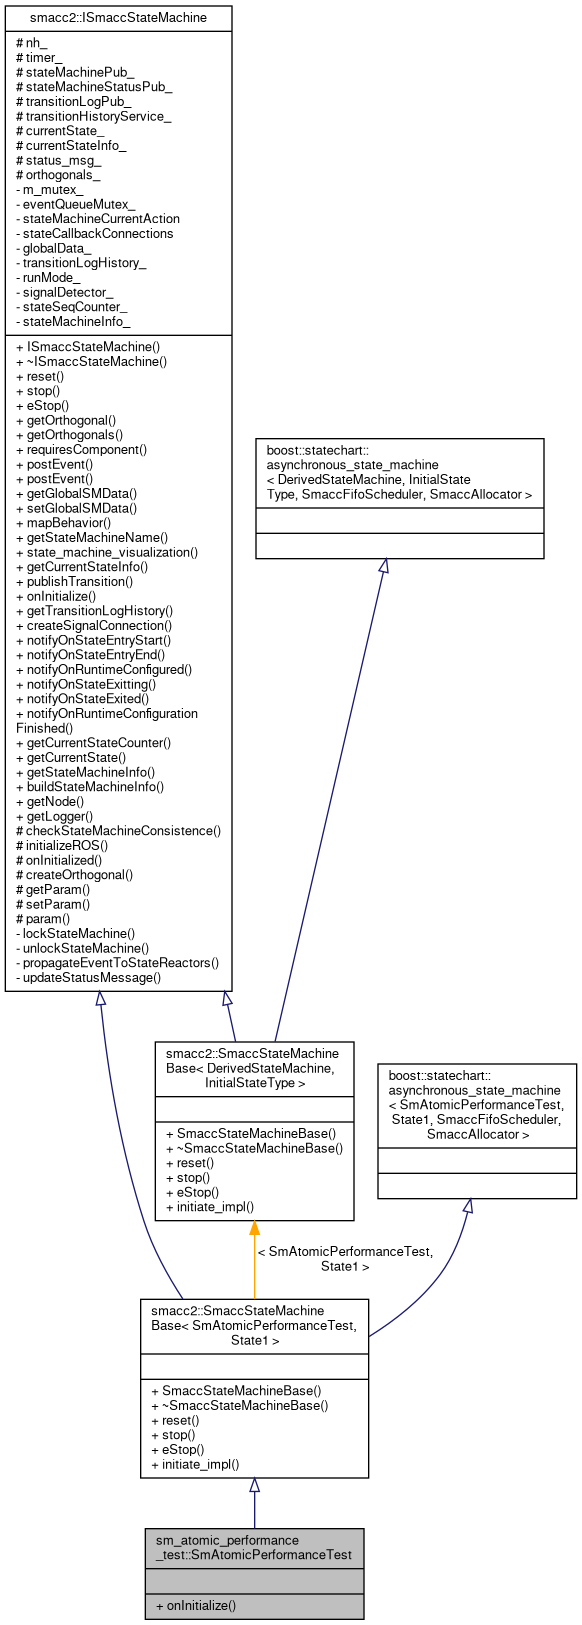 smacc2::ISmaccStateMachine
# nh_
# timer_
# stateMachinePub_
# stateMachineStatusPub_
# transitionLogPub_
# transitionHistoryService_
# currentState_
# currentStateInfo_
# status_msg_
# orthogonals_
- m_mutex_
- eventQueueMutex_
- stateMachineCurrentAction
- stateCallbackConnections
- globalData_
- transitionLogHistory_
- runMode_
- signalDetector_
- stateSeqCounter_
- stateMachineInfo_
+ ISmaccStateMachine()
+ ~ISmaccStateMachine()
+ reset()
+ stop()
+ eStop()
+ getOrthogonal()
+ getOrthogonals()
+ requiresComponent()
+ postEvent()
+ postEvent()
+ getGlobalSMData()
+ setGlobalSMData()
+ mapBehavior()
+ getStateMachineName()
+ state_machine_visualization()
+ getCurrentStateInfo()
+ publishTransition()
+ onInitialize()
+ getTransitionLogHistory()
+ createSignalConnection()
+ notifyOnStateEntryStart()
+ notifyOnStateEntryEnd()
+ notifyOnRuntimeConfigured()
+ notifyOnStateExitting()
+ notifyOnStateExited()
+ notifyOnRuntimeConfiguration
Finished()
+ getCurrentStateCounter()
+ getCurrentState()
+ getStateMachineInfo()
+ buildStateMachineInfo()
+ getNode()
+ getLogger()
# checkStateMachineConsistence()
# initializeROS()
# onInitialized()
# createOrthogonal()
# getParam()
# setParam()
# param()
- lockStateMachine()
- unlockStateMachine()
- propagateEventToStateReactors()
- updateStatusMessage()
boost::statechart::
asynchronous_state_machine
< DerivedStateMachine, InitialState
Type, SmaccFifoScheduler, SmaccAllocator >
smacc2::SmaccStateMachine
Base< DerivedStateMachine,
InitialStateType >
+ SmaccStateMachineBase()
+ ~SmaccStateMachineBase()
+ reset()
+ stop()
+ eStop()
+ initiate_impl()
boost::statechart::
asynchronous_state_machine
< SmAtomicPerformanceTest,
State1, SmaccFifoScheduler,
SmaccAllocator >
< SmAtomicPerformanceTest,
State1 >
smacc2::SmaccStateMachine
Base< SmAtomicPerformanceTest,
State1 >
+ SmaccStateMachineBase()
+ ~SmaccStateMachineBase()
+ reset()
+ stop()
+ eStop()
+ initiate_impl()
sm_atomic_performance
_test::SmAtomicPerformanceTest
+ onInitialize()